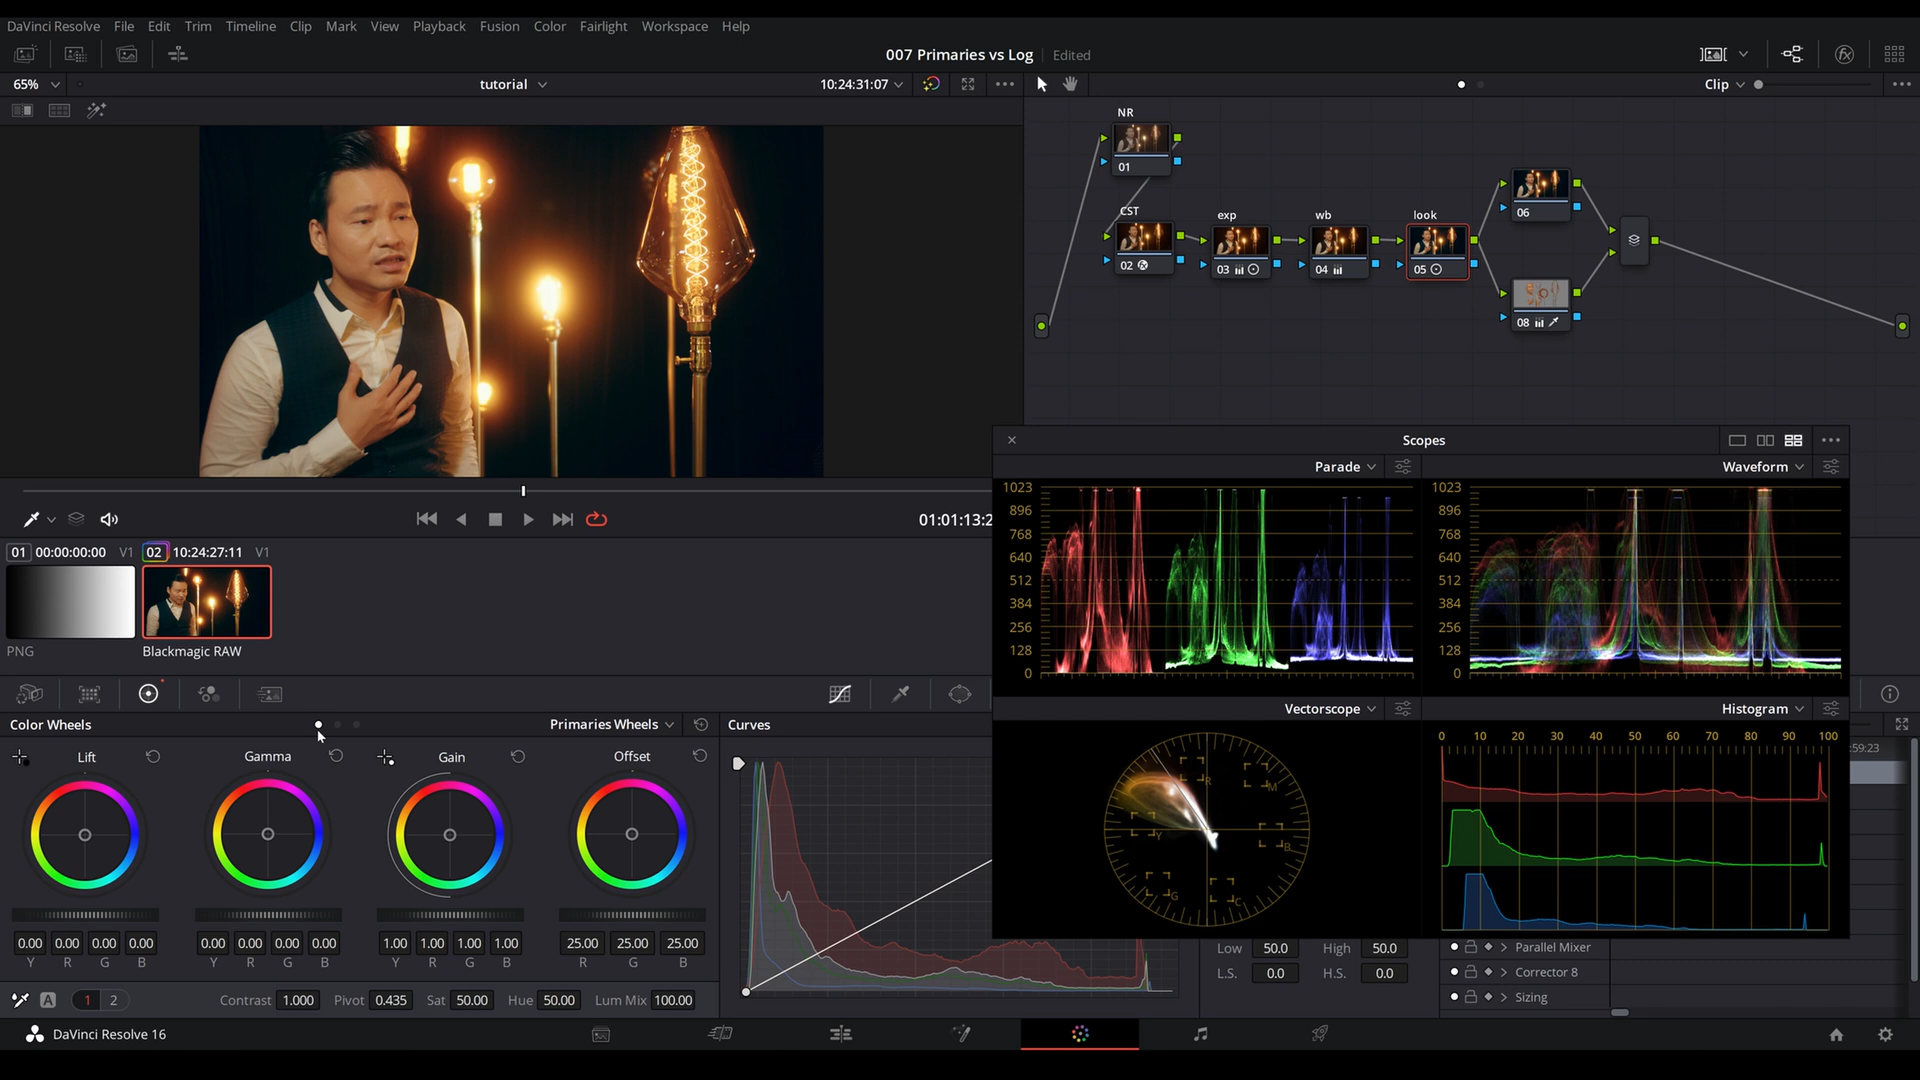 DaVinci Resolve File Edit Trim Timeline Clip Mark View Playback Fusion Color Fairlight Workspace Help
007 Primaries vs Log Edited
65% tutorial 10:24:31:07 Clip
NR
01
CST exp wb look
02 03 04 05
06
08
Scopes
Parade Waveform
1023 1023
896 896
768 768
640 640
512 512
384 384
256 256
128 128
0 0
01:01:13:2
01 00:00:00:00 V1 02 10:24:27:11 V1
PNG Blackmagic RAW
Vectorscope Histogram
R M B C G Y
0 10 20 30 40 50 60 70 80 90 100
:59:23
Color Wheels Primaries Wheels Curves
Lift Gamma Gain Offset
0.00 0.00 0.00 0.00 0.00 0.00 0.00 0.00 1.00 1.00 1.00 1.00 25.00 25.00 25.00
Y R G B Y R G B Y R G B R G B
A 1 2 Contrast 1.000 Pivot 0.435 Sat 50.00 Hue 50.00 Lum Mix 100.00
Low 50.0 High 50.0
L.S. 0.0 H.S. 0.0
Parallel Mixer
Corrector 8
Sizing
DaVinci Resolve 16